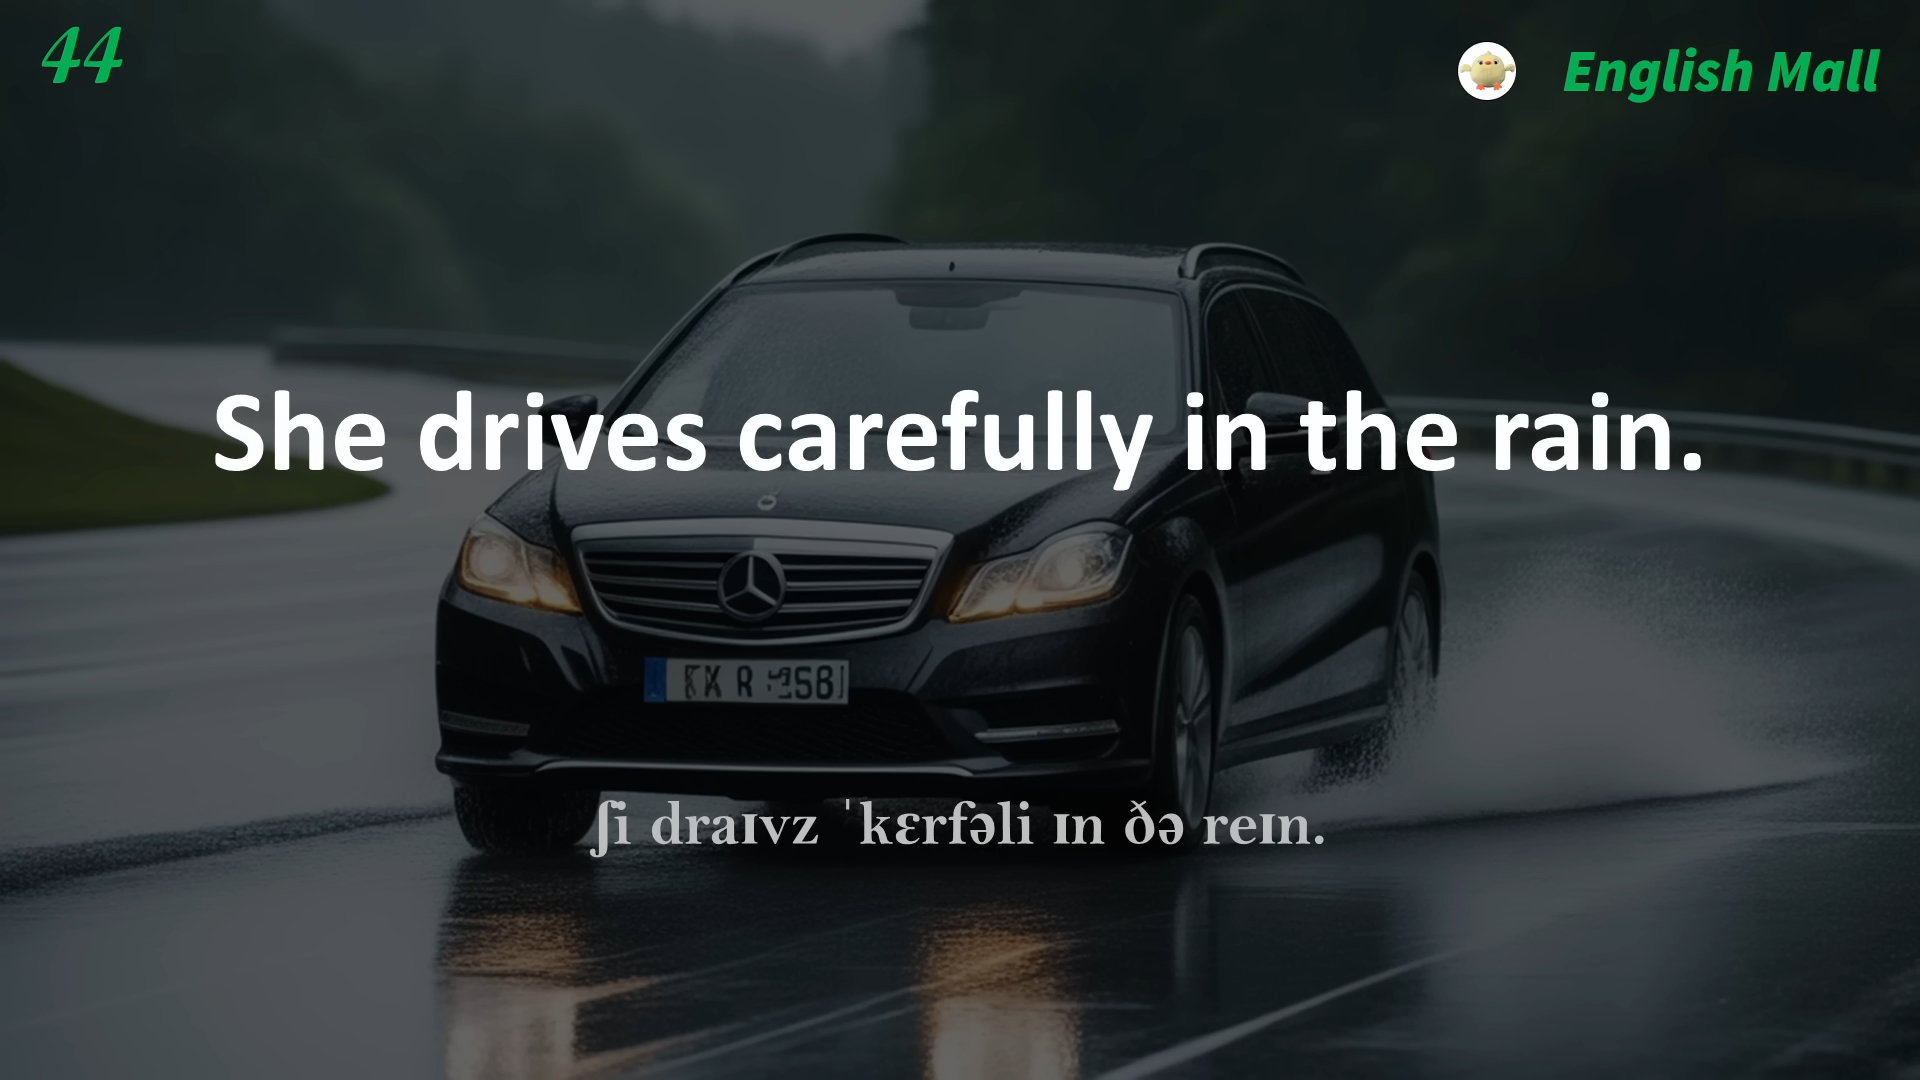 44
English Mall
She drives carefully in the rain.
ʃi draɪvz ˈkɛrfəli ɪn ðə reɪn.